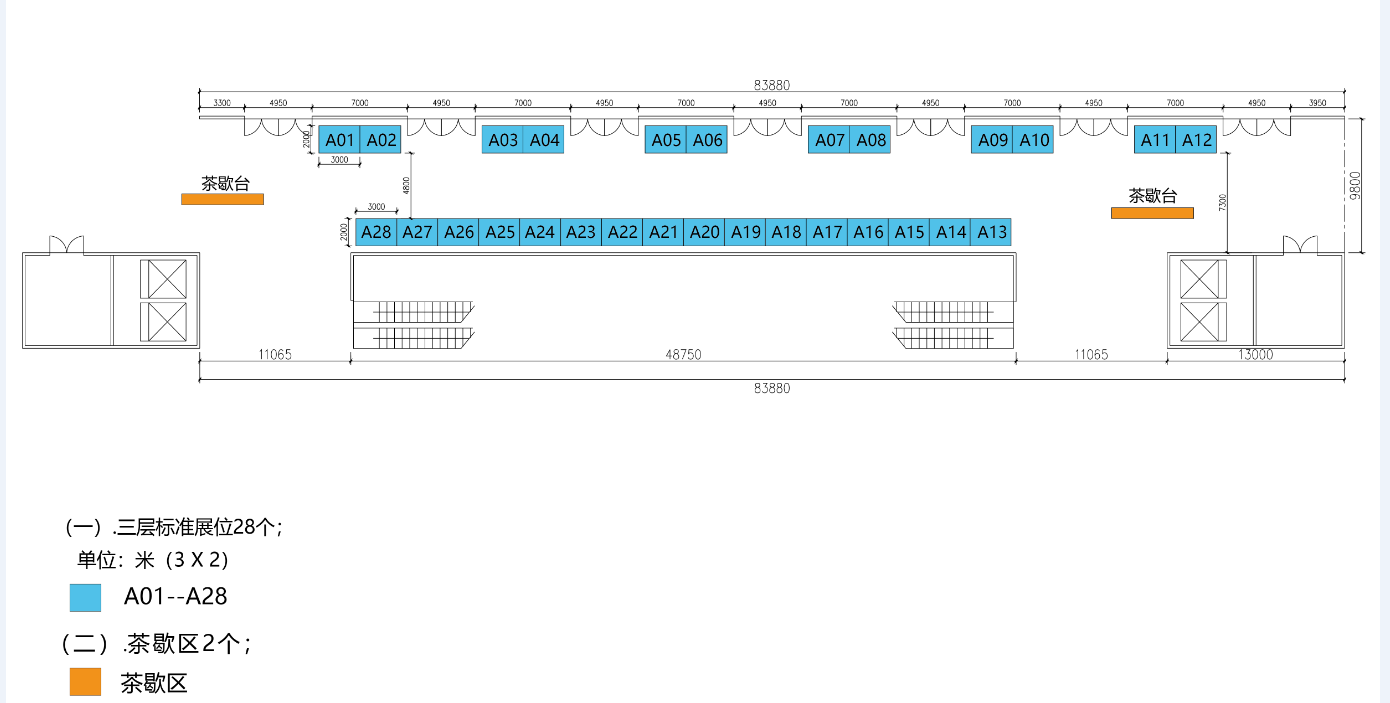 83880
3300 4950 7000 4950 7000 4950 7000 4950 7000 4950 7000 4950 7000 4950 3950
2000 A01 A02 A03 A04 A05 A06 A07 A08 A09 A10 A11 A12
3000
茶歇台
4800
茶歇台
7300
9800
3000
2000 A28 A27 A26 A25 A24 A23 A22 A21 A20 A19 A18 A17 A16 A15 A14 A13
11065 48750 11065 13000
83880
(一) .三层标准展位28个；
单位：米（3 X 2）
A01--A28
(二) .茶歇区2个；
茶歇区